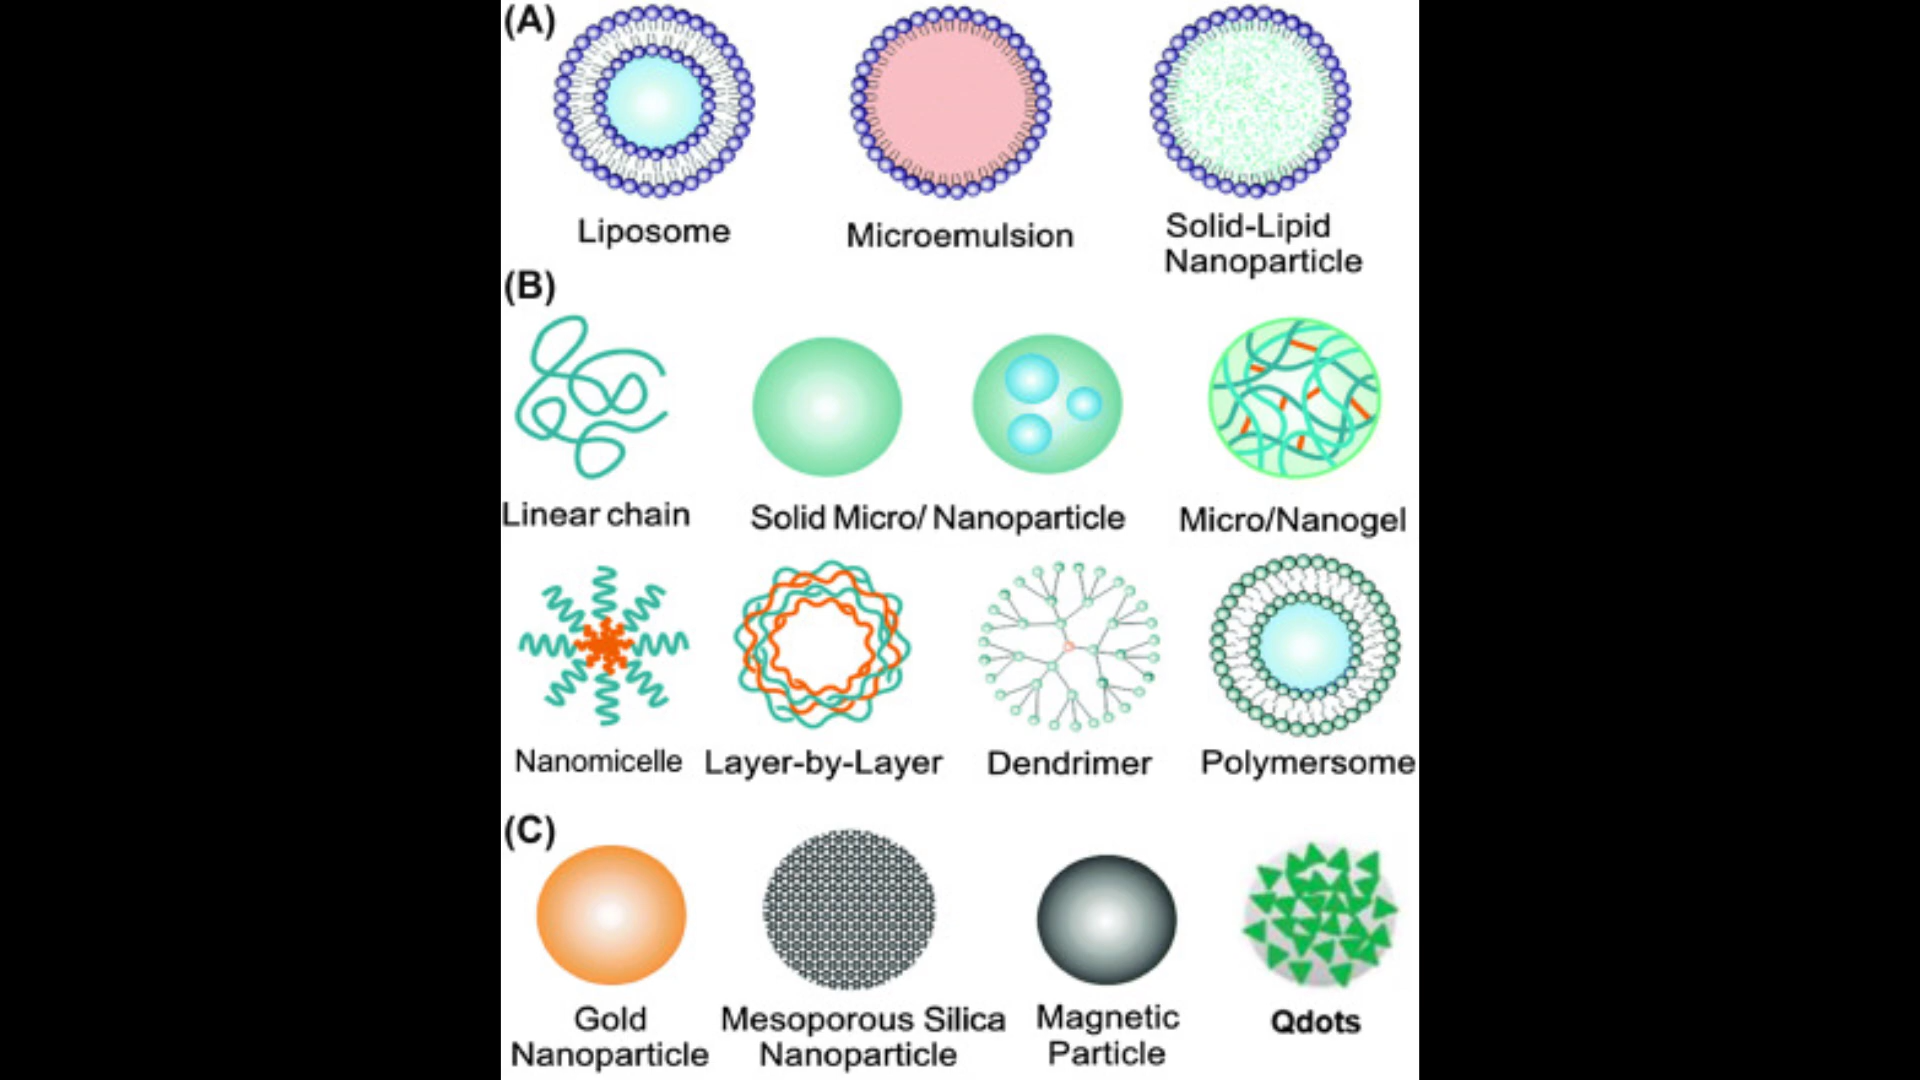 (A)
Liposome
Microemulsion
Solid-Lipid
Nanoparticle
(B)
Linear chain
Solid Micro/ Nanoparticle
Micro/Nanogel
Nanomicelle
Layer-by-Layer
Dendrimer
Polymersome
(C)
Gold
Nanoparticle
Mesoporous Silica
Nanoparticle
Magnetic
Particle
Qdots